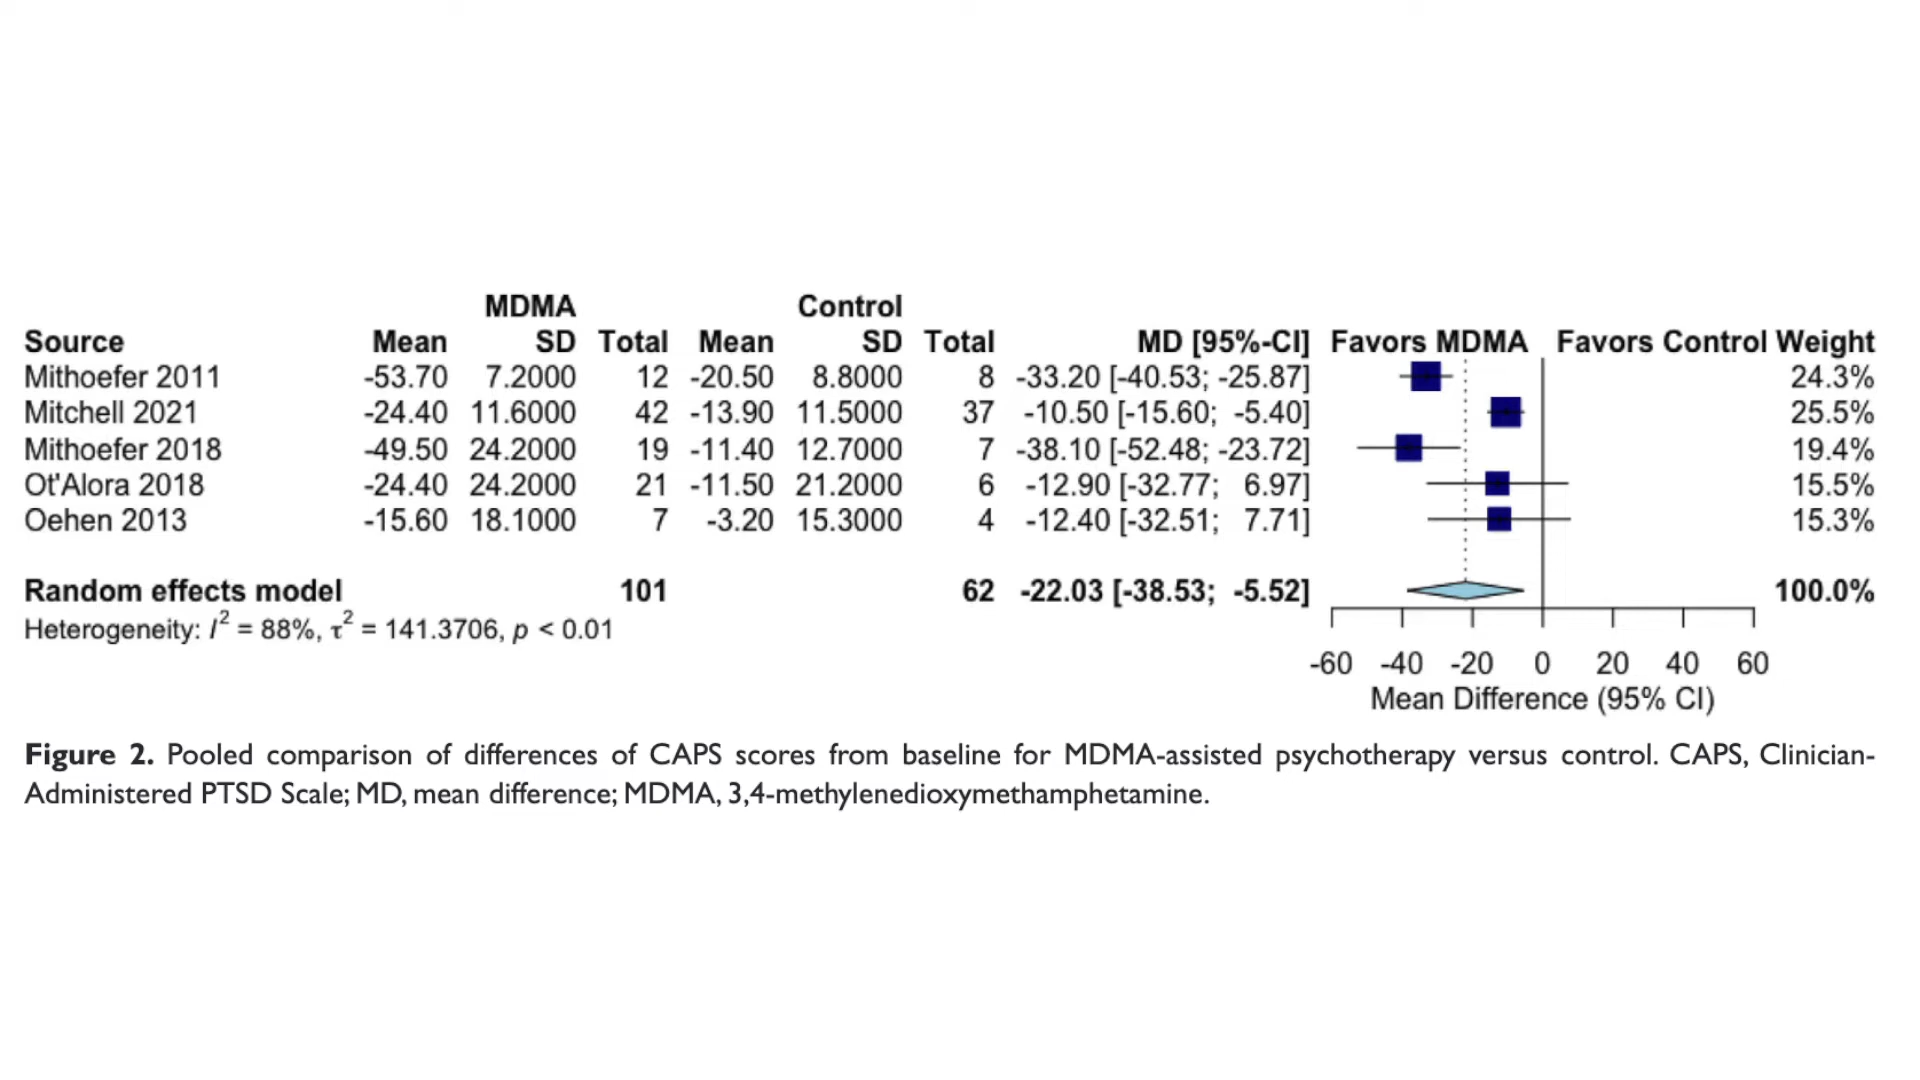 MDMA Control
Source Mean SD Total Mean SD Total MD [95%-CI] Favors MDMA Favors Control Weight
Mithoefer 2011 -53.70 7.2000 12 -20.50 8.8000 8 -33.20 [-40.53; -25.87] 24.3%
Mitchell 2021 -24.40 11.6000 42 -13.90 11.5000 37 -10.50 [-15.60; -5.40] 25.5%
Mithoefer 2018 -49.50 24.2000 19 -11.40 12.7000 7 -38.10 [-52.48; -23.72] 19.4%
Ot'Alora 2018 -24.40 24.2000 21 -11.50 21.2000 6 -12.90 [-32.77; 6.97] 15.5%
Oehen 2013 -15.60 18.1000 7 -3.20 15.3000 4 -12.40 [-32.51; 7.71] 15.3%
Random effects model 101 62 -22.03 [-38.53; -5.52] 100.0%
Heterogeneity: I² = 88%, τ² = 141.3706, p < 0.01
-60 -40 -20 0 20 40 60
Mean Difference (95% CI)
Figure 2. Pooled comparison of differences of CAPS scores from baseline for MDMA-assisted psychotherapy versus control. CAPS, Clinician-
Administered PTSD Scale; MD, mean difference; MDMA, 3,4-methylenedioxymethamphetamine.